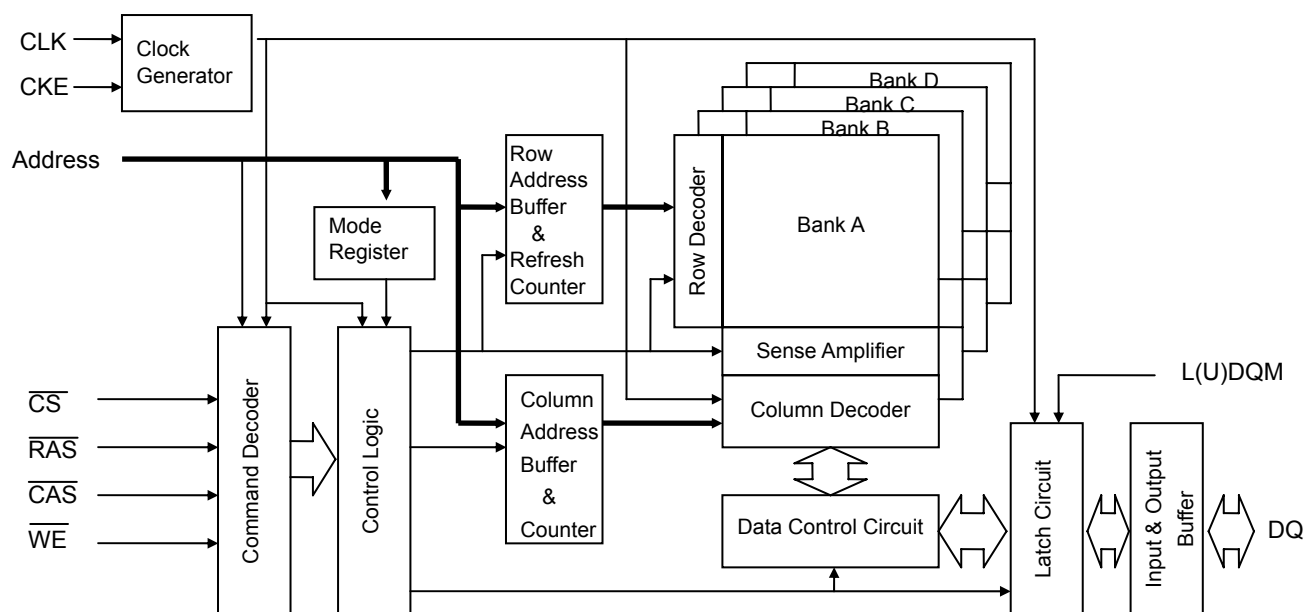 CLK
CKE
Clock
Generator
Address
Mode
Register
Row
Address
Buffer
&
Refresh
Counter
Bank D
Bank C
Bank B
Bank A
Row Decoder
Sense Amplifier
Column Decoder
CS
RAS
CAS
WE
Command Decoder
Control Logic
Column
Address
Buffer
&
Counter
Data Control Circuit
L(U)DQM
Latch Circuit
Input & Output
Buffer
DQ